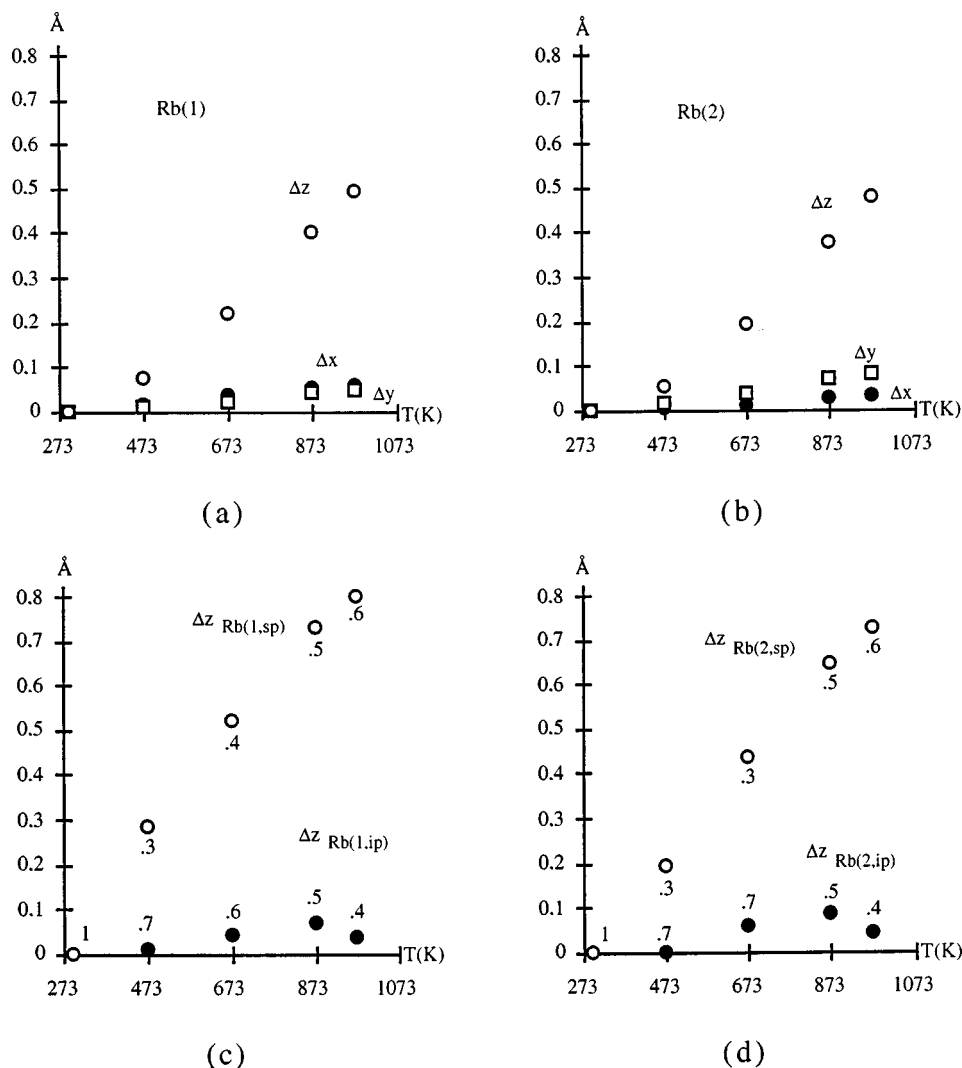 Å
0.8
0.7
Rb(1)
0.6
0.5
Δz
0.4
0.3
0.2
0.1
Δx
Δy
0
T(K)
273 473 673 873 1073
(a)
Å
0.8
0.7
Rb(2)
0.6
0.5
Δz
0.4
0.3
0.2
0.1
Δy
Δx
0
T(K)
273 473 673 873 1073
(b)
Å
0.8
Δz Rb(1,sp)
.6
0.7
.5
0.6
0.5
.4
0.4
0.3
.3
Δz Rb(1,ip)
0.2
0.1
1 .7 .6 .5 .4
0
T(K)
273 473 673 873 1073
(c)
Å
0.8
Δz Rb(2,sp)
.6
0.7
.5
0.6
0.5
0.4
.3
0.3
Δz Rb(2,ip)
0.2
.3
0.1
1 .7 .7 .5 .4
0
T(K)
273 473 673 873 1073
(d)